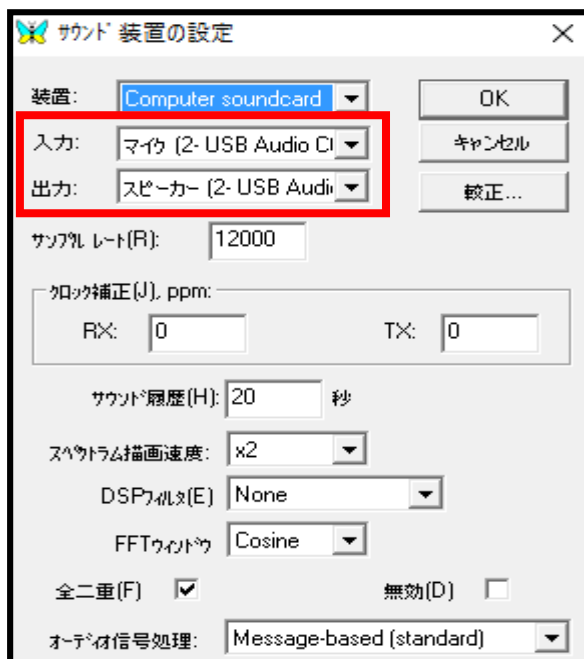 サウンド 装置の設定
装置: Computer soundcard OK
入力: マイク (2- USB Audio C キャンセル
出力: スピーカー (2- USB Audi 較正...
サンプル レート(R): 12000
クロック補正(J), ppm:
RX: 0 TX: 0
サウンド履歴(H): 20 秒
スペクトラム描画速度: x2
DSPフィルタ(E) None
FFTウィンドウ Cosine
全二重(F) 無効(D)
オーディオ信号処理: Message-based (standard)